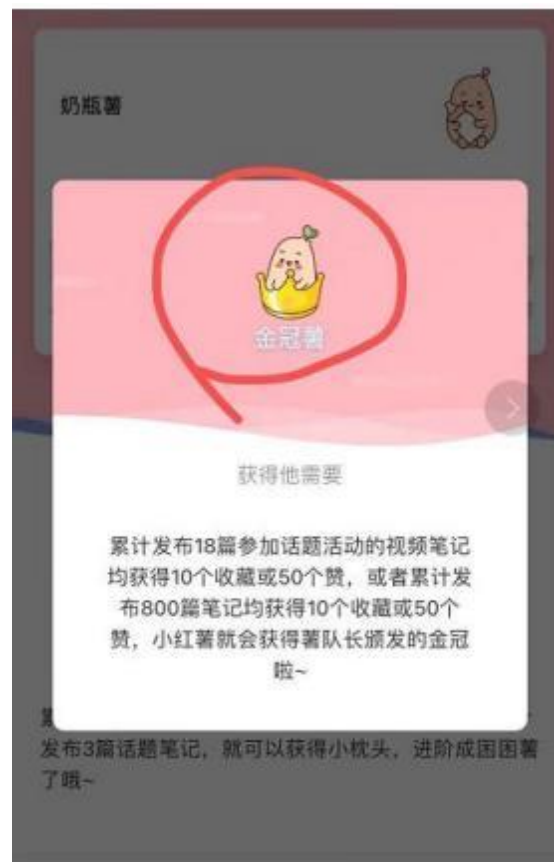 奶瓶薯
金冠薯
获得他需要
累计发布18篇参加话题活动的视频笔记
均获得10个收藏或50个赞，或者累计发
布800篇笔记均获得10个收藏或50个
赞，小红薯就会获得薯队长颁发的金冠
啦~
发布3篇话题笔记，就可以获得小枕头，进阶成困困薯
了哦~